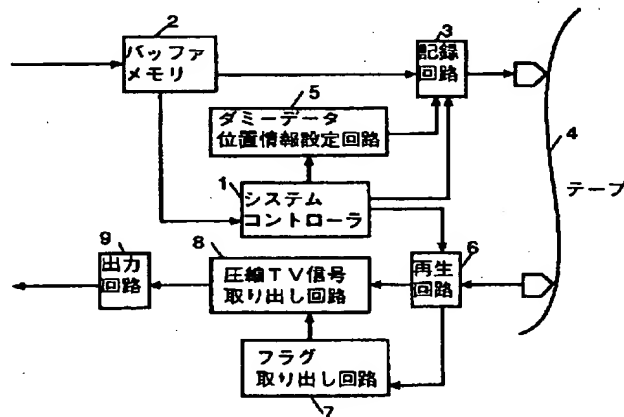 2
バッファ
メモリ
3
記録
回路
5
ダミーデータ
位置情報設定回路
4
テープ
1
システム
コントローラ
9
出力
回路
8
圧縮TV信号
取り出し回路
6
再生
回路
フラグ
取り出し回路
7